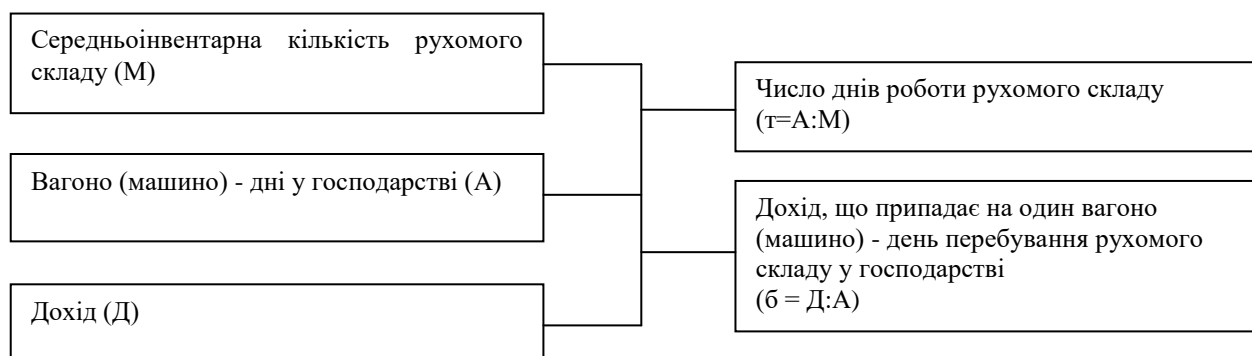 Середньоінвентарна кількість рухомого
складу (М)
Вагоно (машино) - дні у господарстві (А)
Дохід (Д)
Число днів роботи рухомого складу
(т=А:М)
Дохід, що припадає на один вагоно
(машино) - день перебування рухомого
складу у господарстві
(б = Д:А)